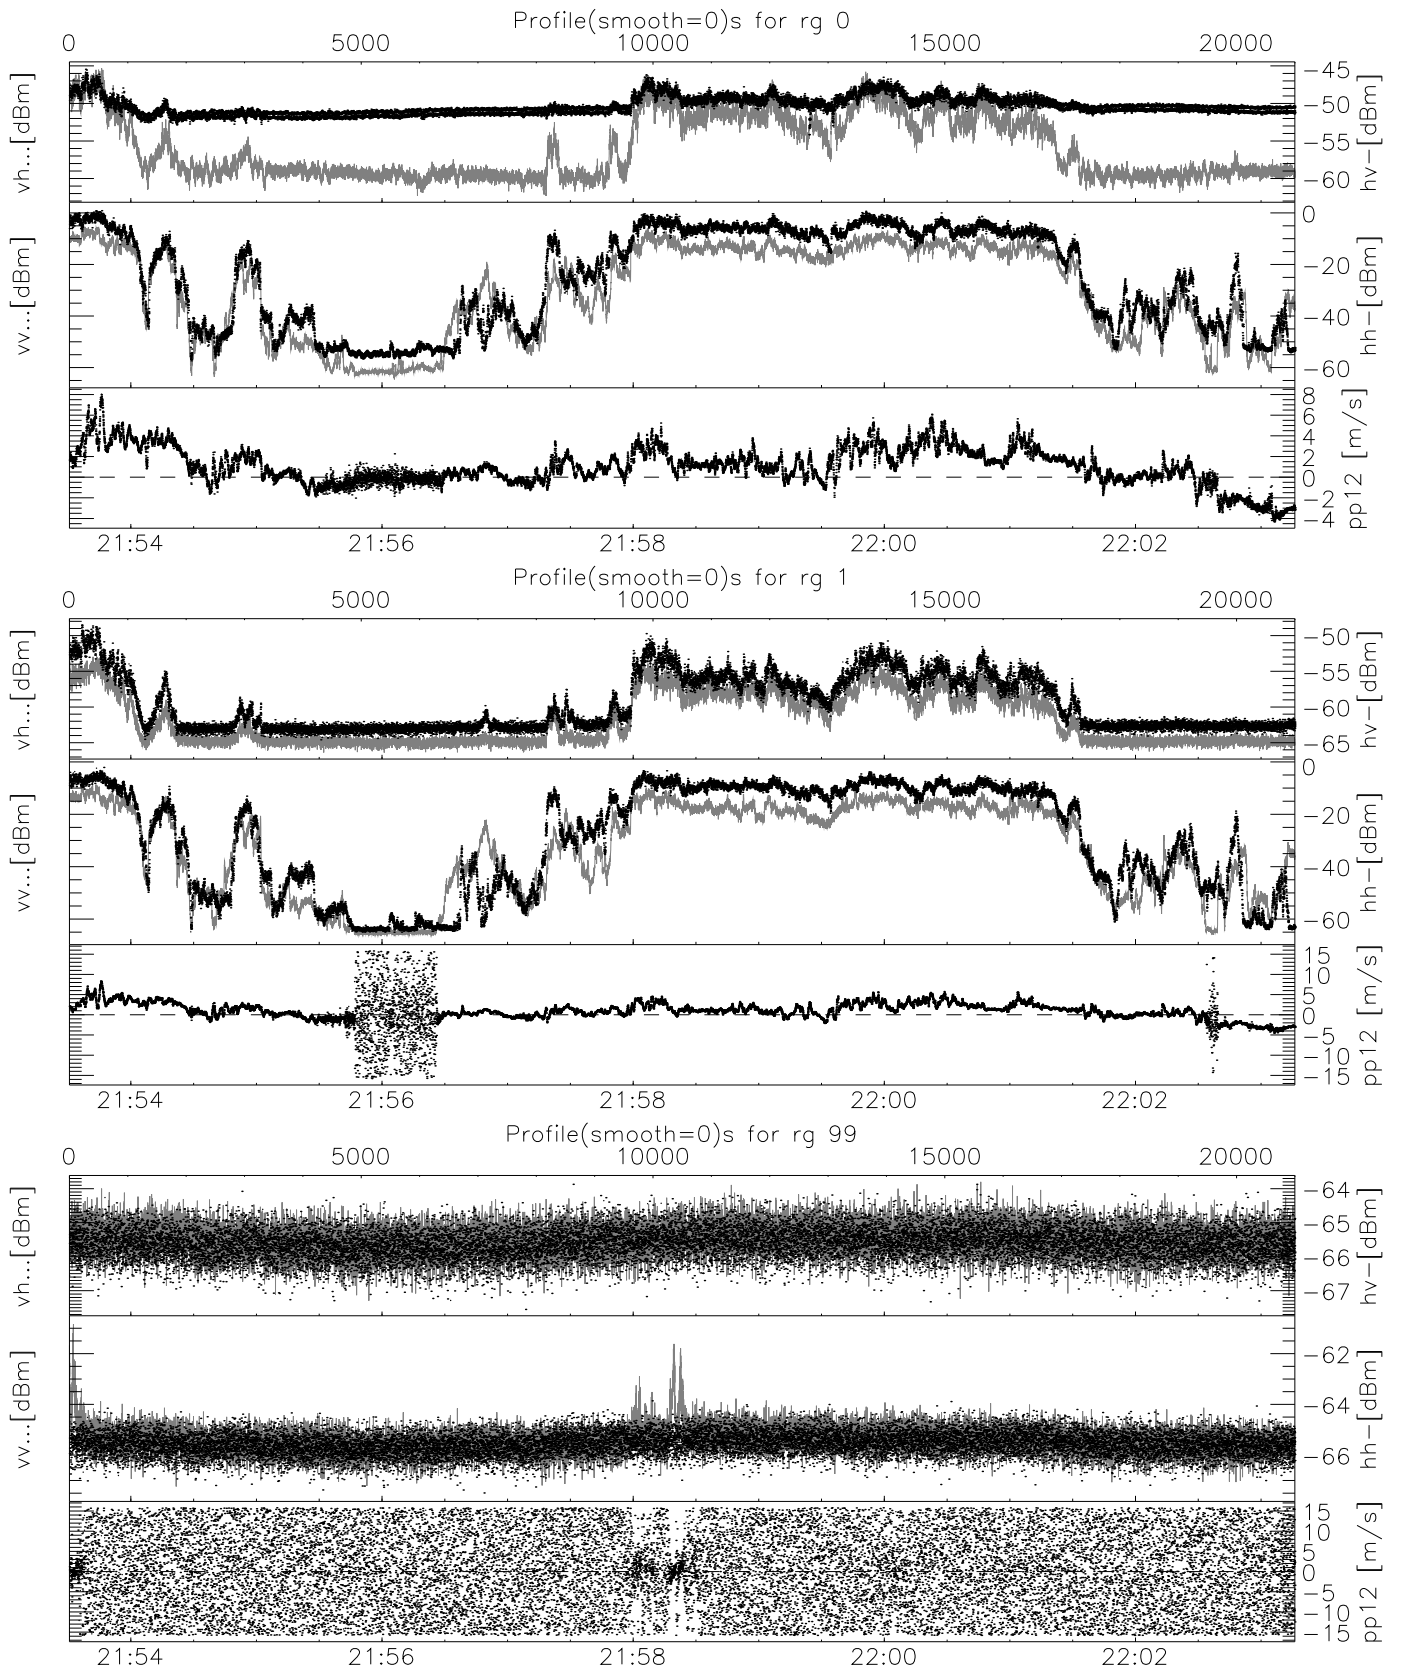 Profile(smooth=0)s for rg 0
0 5000 10000 15000 20000
vh...[dBm]
−45
−50
−55
−60
hv−[dBm]
vv...[dBm]
0
−20
−40
−60
hh−[dBm]
8
6
4
2
0
−2
−4
pp12 [m/s]
21:54 21:56 21:58 22:00 22:02
Profile(smooth=0)s for rg 1
0 5000 10000 15000 20000
vh...[dBm]
−50
−55
−60
−65
hv−[dBm]
vv...[dBm]
0
−20
−40
−60
hh−[dBm]
15
10
5
0
−5
−10
−15
pp12 [m/s]
21:54 21:56 21:58 22:00 22:02
Profile(smooth=0)s for rg 99
0 5000 10000 15000 20000
vh...[dBm]
−64
−65
−66
−67
hv−[dBm]
vv...[dBm]
−62
−64
−66
hh−[dBm]
15
10
5
0
−5
−10
−15
pp12 [m/s]
21:54 21:56 21:58 22:00 22:02